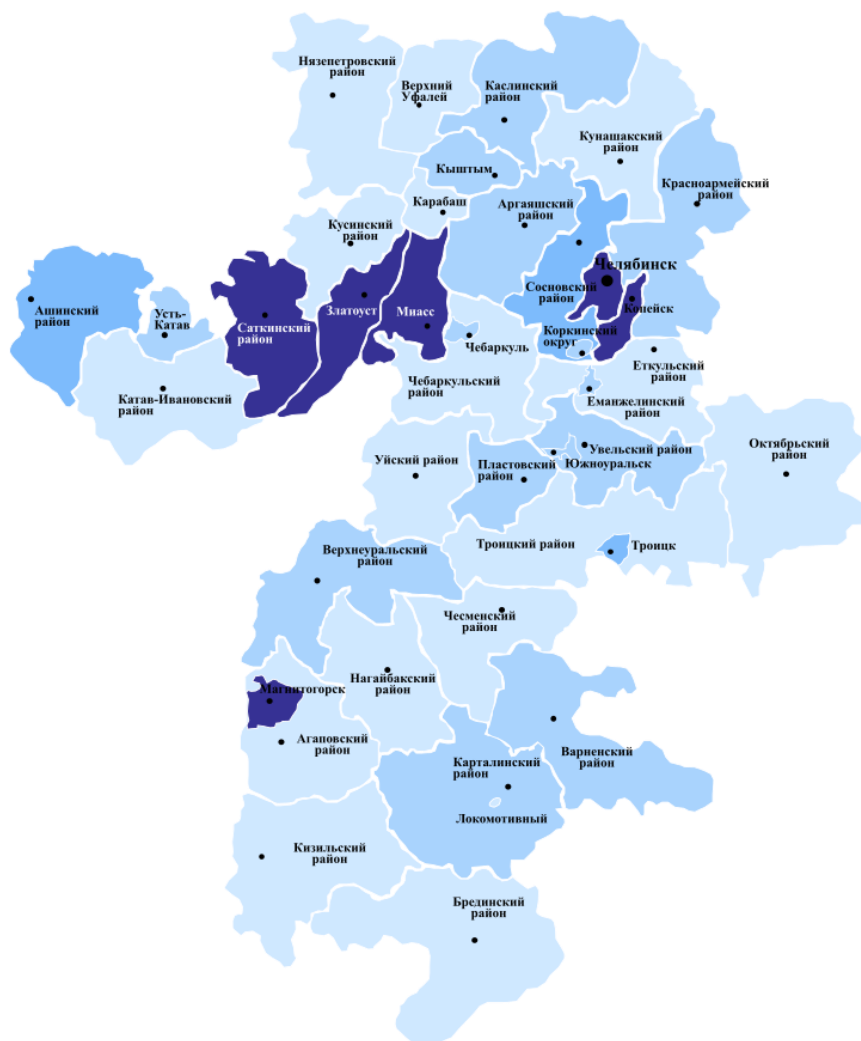 Нязепетровский
район
Верхний
Уфалей
Каслинский
район
Кунашакский
район
Красноармейский
район
Кыштым
Карабаш
Аргаяшский
район
Кусинский
район
Челябинск
Сосновский
район
Копейск
Ашинский
район
Усть-
Катав
Саткинский
район
Златоуст
Миасс
Чебаркуль
Коркинский
округ
Еткульский
район
Чебаркульский
район
Катав-Ивановский
район
Еманжелинский
район
Октябрьский
район
Уйский район
Пластовский
район
Увельский район
Южноуральск
Троицкий район
Троицк
Верхнеуральский
район
Чесменский
район
Нагайбакский
район
Магнитогорск
Агаповский
район
Варненский
район
Карталинский
район
Локомотивный
Кизильский
район
Брединский
район